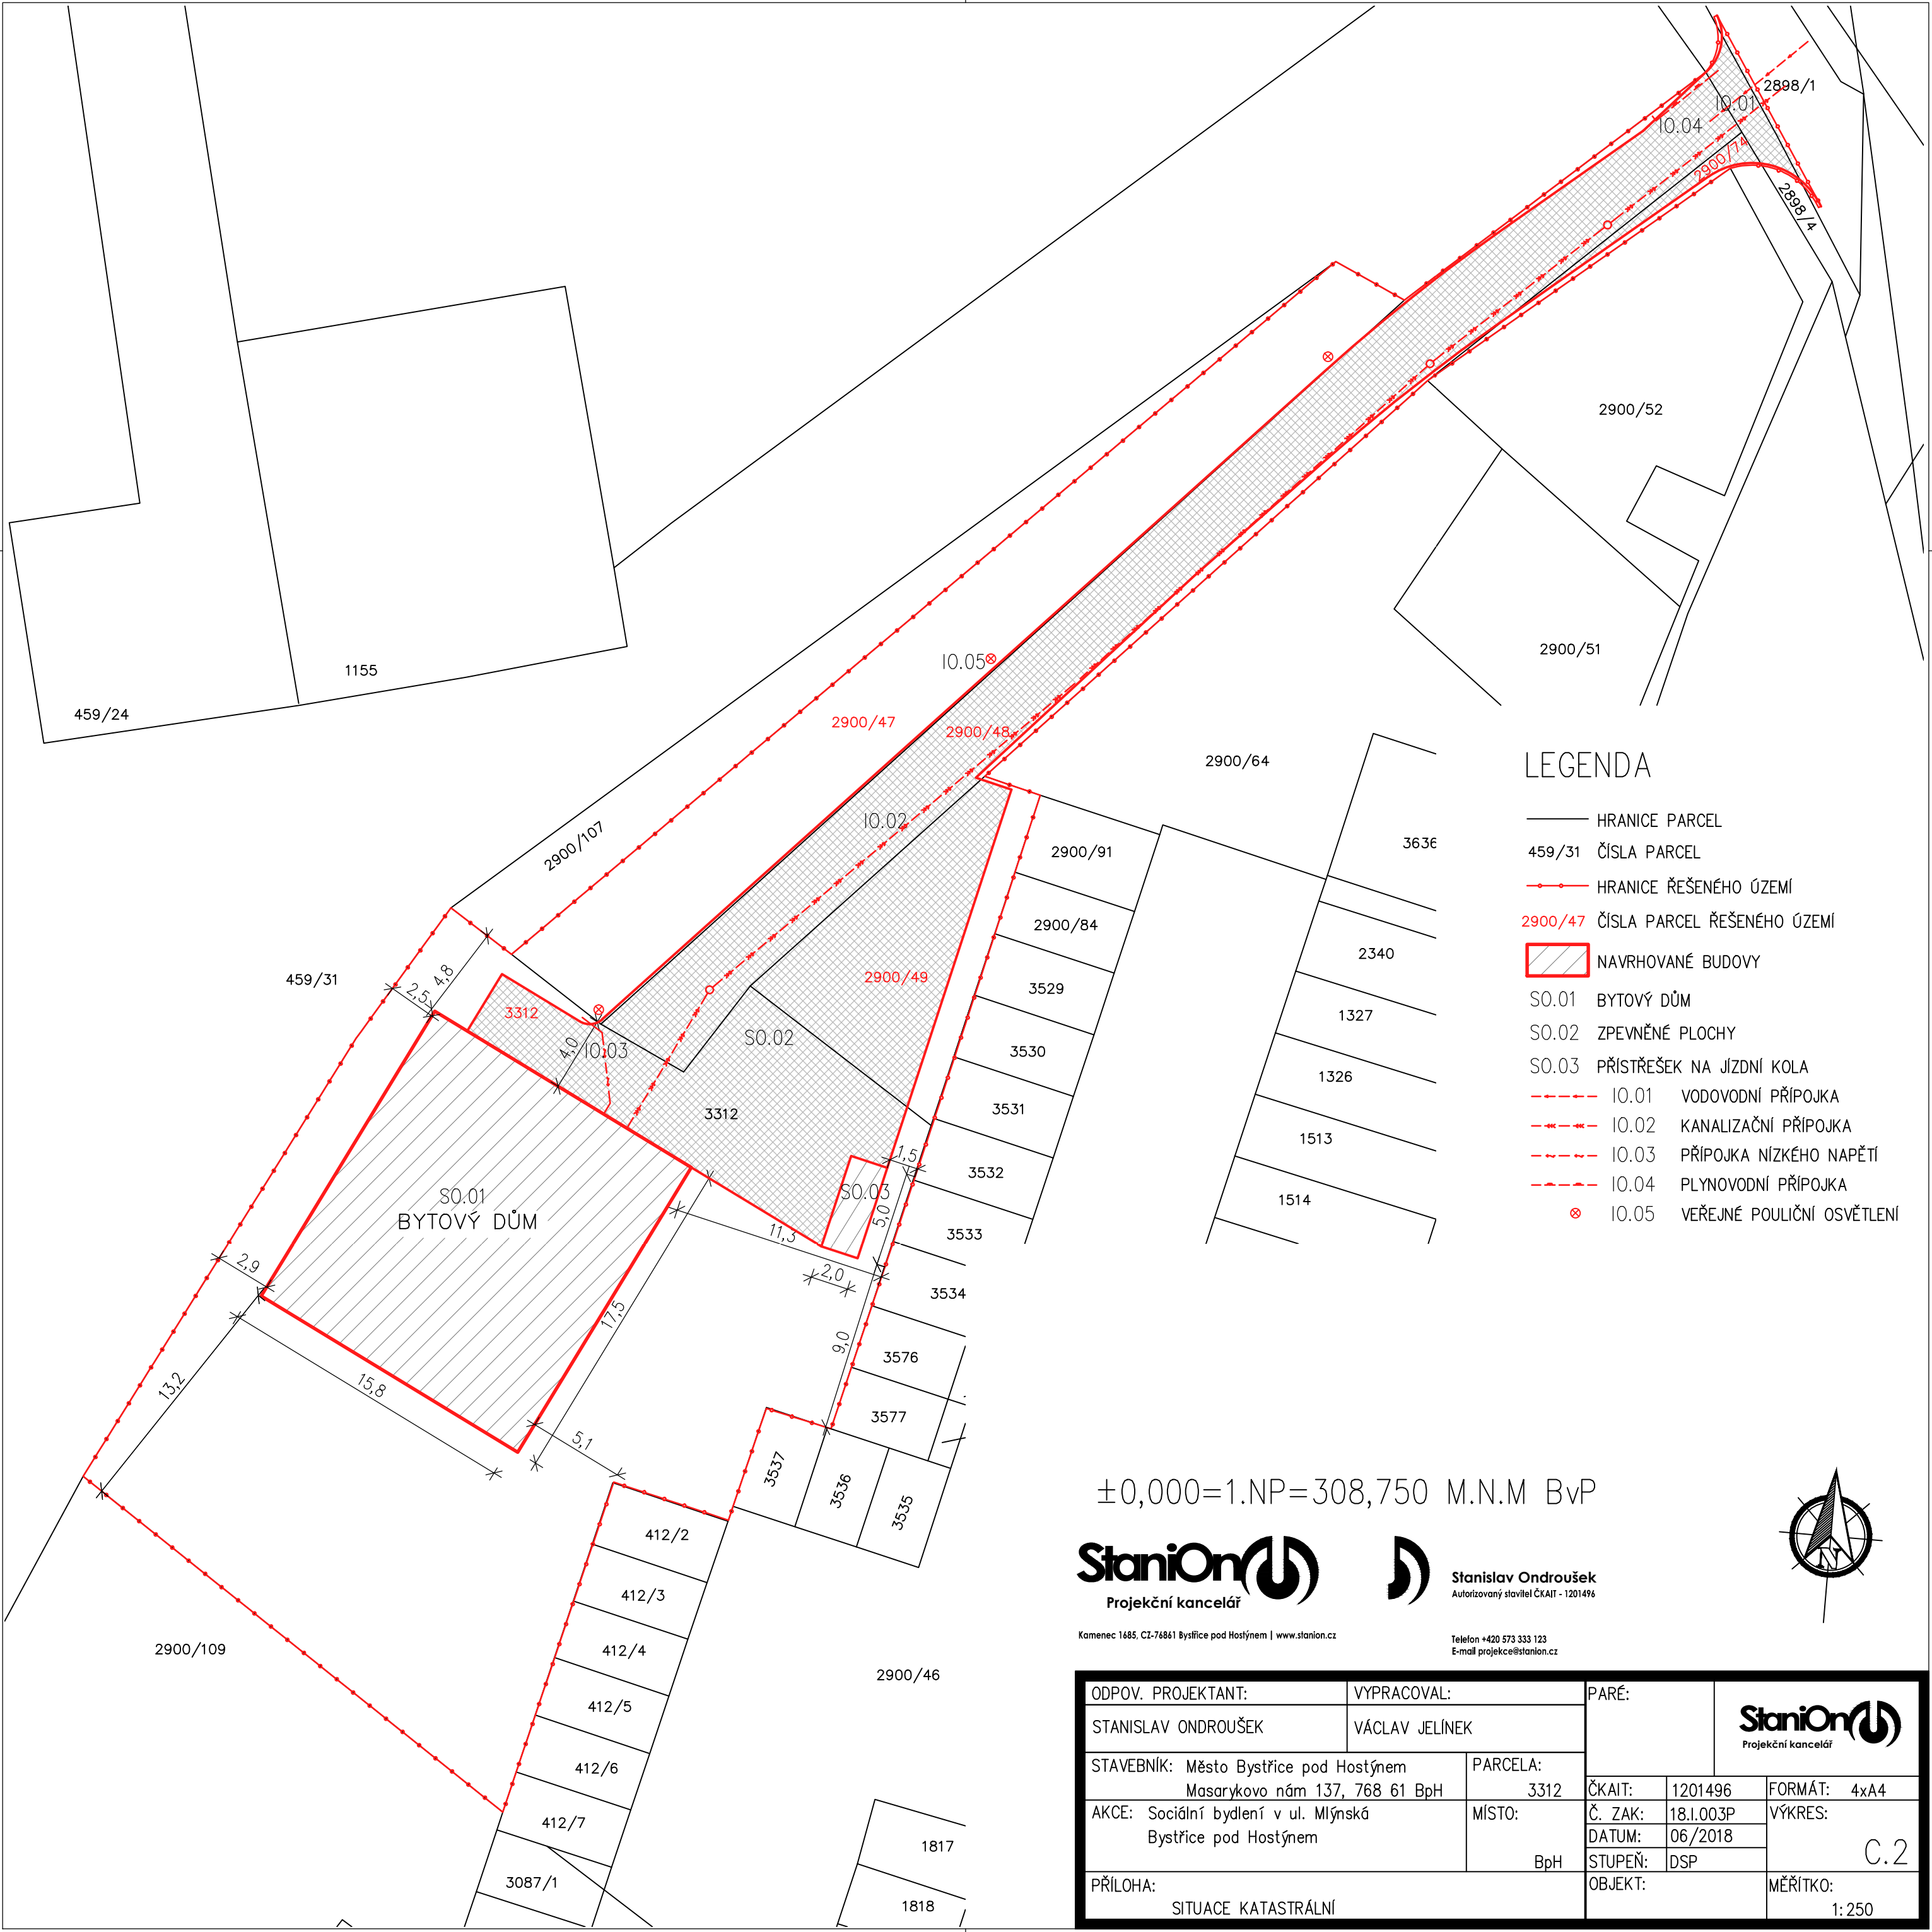 2898/1
IO.01
IO.04
2900/74
2898/4
2900/52
2900/51
1155
459/24
IO.05
2900/47
2900/48
2900/64
2900/107
IO.02
2900/91
3636
2900/84
2340
459/31
4,8
2,5
3312
2900/49
3529
1327
4,0
IO.03
SO.02
3530
1326
3312
3531
1513
1,5
3532
SO.03
1514
SO.01
BYTOVÝ DŮM
5,0
11,3
3533
2,9
2,0
3534
17,5
9,0
3576
13,2
15,8
3577
5,1
3537
3536
3535
412/2
412/3
412/4
412/5
412/6
412/7
3087/1
2900/109
2900/46
1817
1818
LEGENDA
HRANICE PARCEL
459/31 ČÍSLA PARCEL
HRANICE ŘEŠENÉHO ÚZEMÍ
2900/47 ČÍSLA PARCEL ŘEŠENÉHO ÚZEMÍ
NAVRHOVANÉ BUDOVY
SO.01 BYTOVÝ DŮM
SO.02 ZPEVNĚNÉ PLOCHY
SO.03 PŘÍSTŘEŠEK NA JÍZDNÍ KOLA
IO.01 VODOVODNÍ PŘÍPOJKA
IO.02 KANALIZAČNÍ PŘÍPOJKA
IO.03 PŘÍPOJKA NÍZKÉHO NAPĚTÍ
IO.04 PLYNOVODNÍ PŘÍPOJKA
IO.05 VEŘEJNÉ POULIČNÍ OSVĚTLENÍ
±0,000=1.NP=308,750 M.N.M BvP
N
StaniOn
Projekční kancelář
Stanislav Ondroušek
Autorizovaný stavitel ČKAIT - 1201496
Kamenec 1685, CZ-76861 Bystřice pod Hostýnem | www.stanion.cz
Telefon +420 573 333 123
E-mail projekce@stanion.cz
ODPOV. PROJEKTANT: VYPRACOVAL: PARÉ:
STANISLAV ONDROUŠEK VÁCLAV JELÍNEK
StaniOn
Projekční kancelář
STAVEBNÍK: Město Bystřice pod Hostýnem PARCELA:
Masarykovo nám 137, 768 61 BpH 3312
ČKAIT: 1201496 FORMÁT: 4xA4
AKCE: Sociální bydlení v ul. Mlýnská MÍSTO:
Bystřice pod Hostýnem
BpH
Č. ZAK: 18.I.003P VÝKRES:
DATUM: 06/2018
C.2
STUPEŇ: DSP
PŘÍLOHA: OBJEKT: MĚŘÍTKO:
SITUACE KATASTRÁLNÍ 1:250